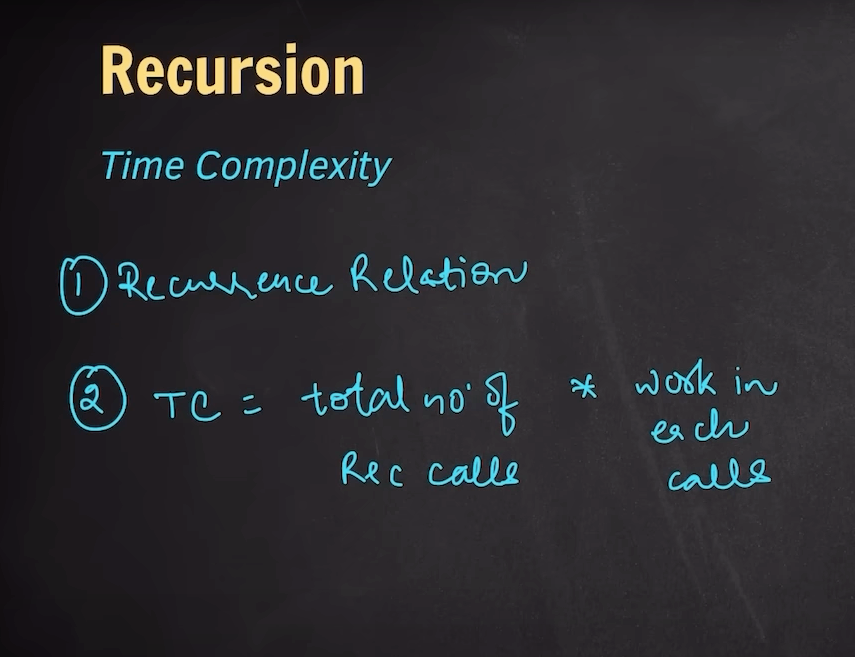 Recursion
Time Complexity
① Recurrence Relation
② TC = total no. of * work in
each
Rec calls calls